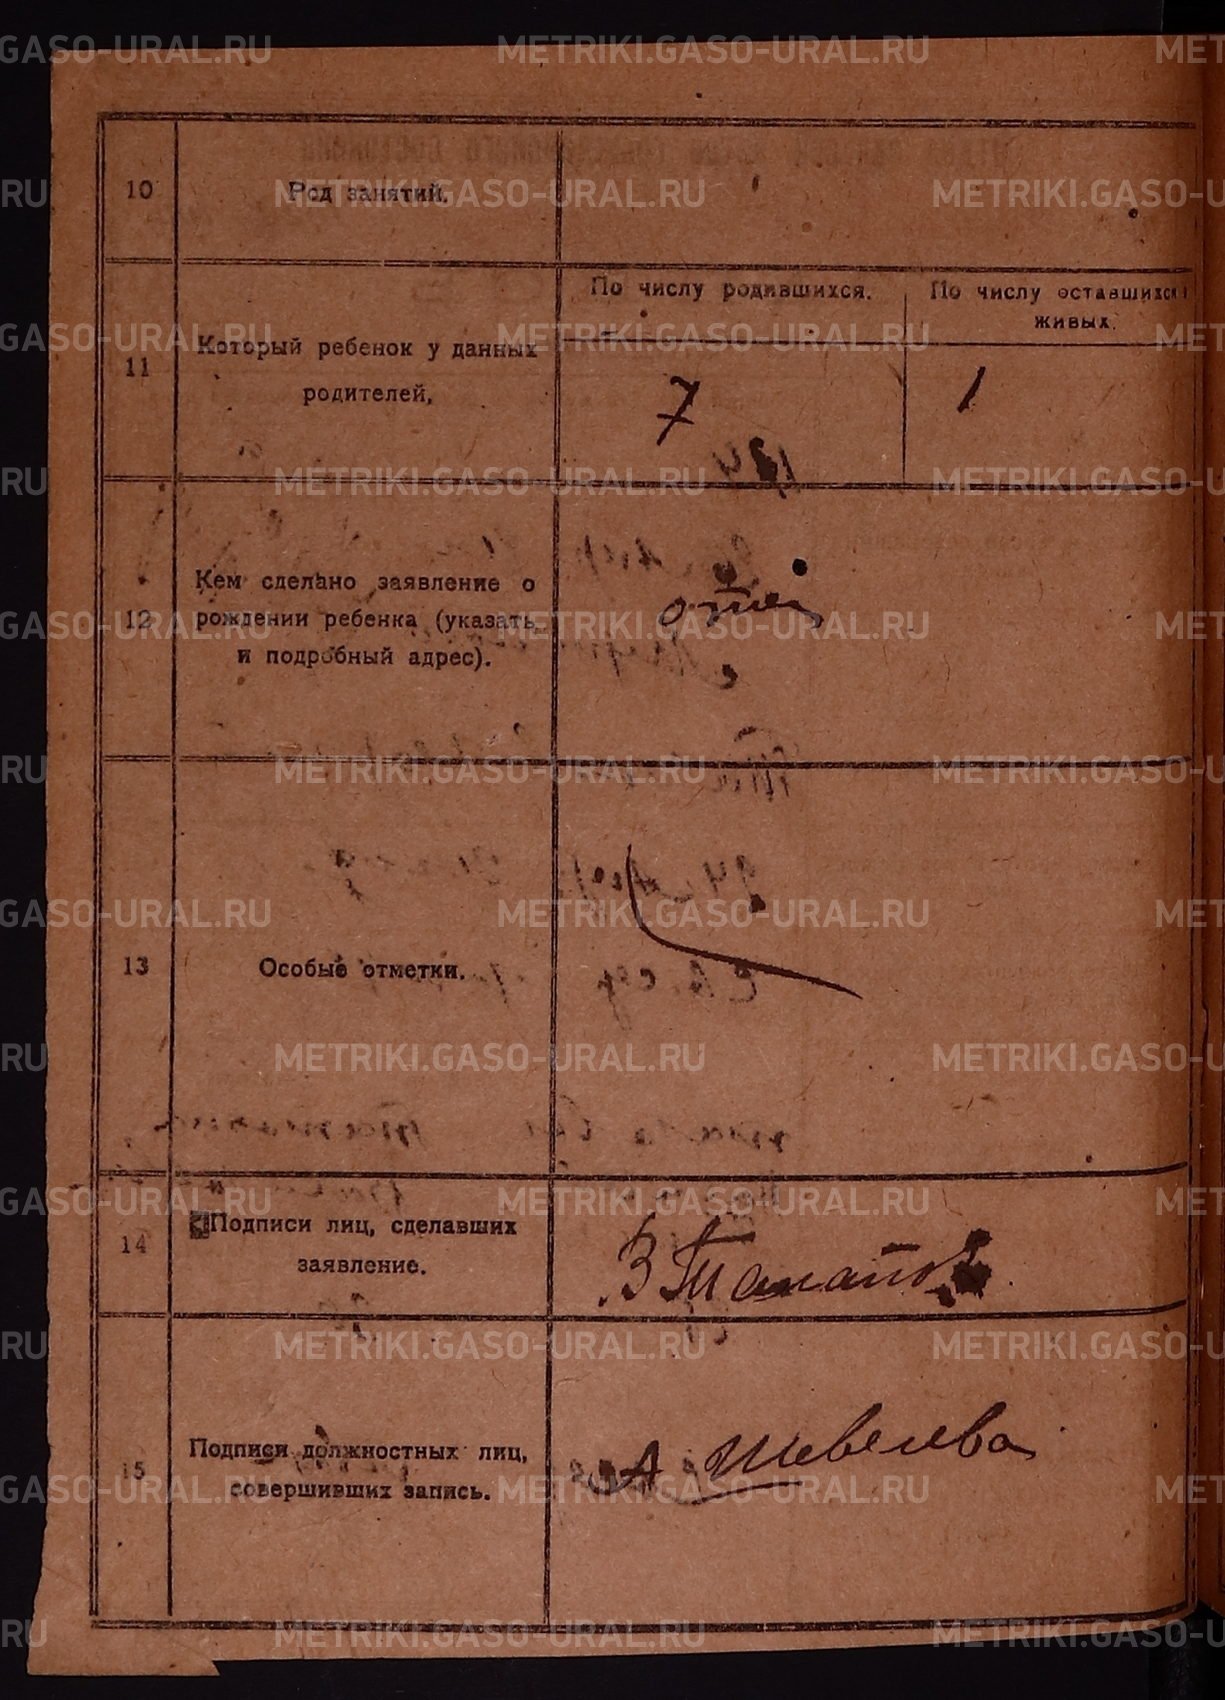 METRIKI.GASO-URAL.RU
10
Род занятий.
По числу родившихся.
По числу оставшихся
живых.
11
Который ребенок у данных
родителей,
7
1
12
Кем сделано заявление о
рождении ребенка (указать
и подробный адрес).
отец
13
Особые отметки.
14
Подписи лиц, сделавших
заявление.
З
15
Подписи должностных лиц,
совершивших запись.
А Шевелева